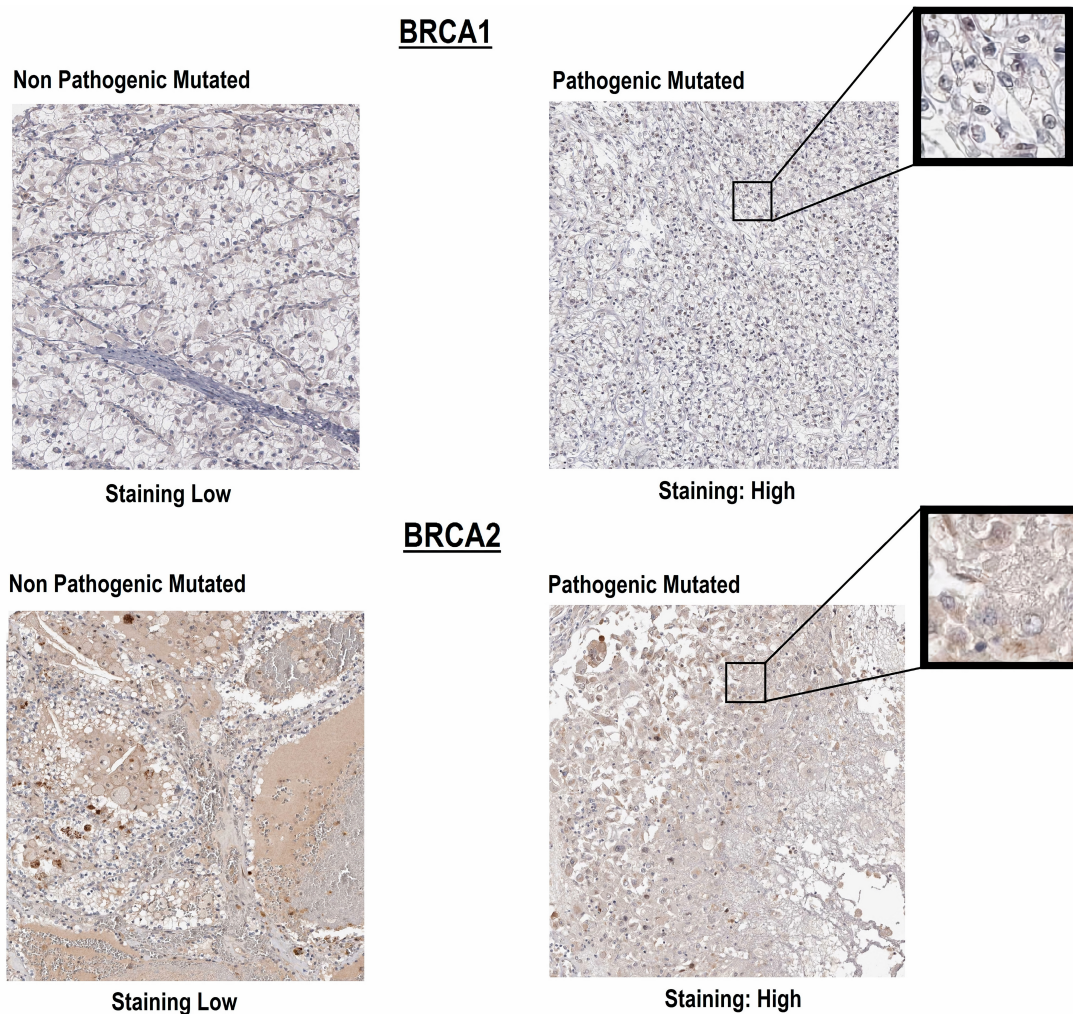 BRCA1
Non Pathogenic Mutated
Pathogenic Mutated
Staining Low
Staining: High
BRCA2
Non Pathogenic Mutated
Pathogenic Mutated
Staining Low
Staining: High